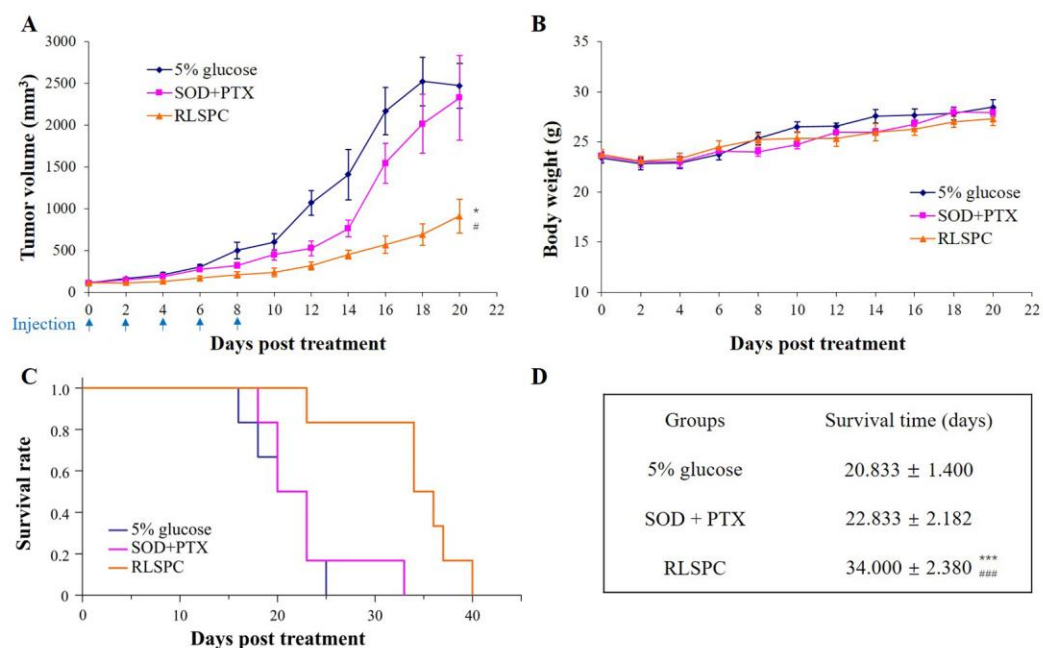 A
Tumor volume (mm³)
3000
2500
2000
1500
1000
500
0
5% glucose
SOD+PTX
RLSPC
*
#
0 2 4 6 8 10 12 14 16 18 20 22
Injection
Days post treatment
B
Body weight (g)
35
30
25
20
15
10
5% glucose
SOD+PTX
RLSPC
0 2 4 6 8 10 12 14 16 18 20 22
Days post treatment
C
Survival rate
1.0
0.8
0.6
0.4
0.2
0
5% glucose
SOD+PTX
RLSPC
0 10 20 30 40
Days post treatment
D
Groups Survival time (days)
5% glucose 20.833 ± 1.400
SOD + PTX 22.833 ± 2.182
RLSPC 34.000 ± 2.380 ***
###